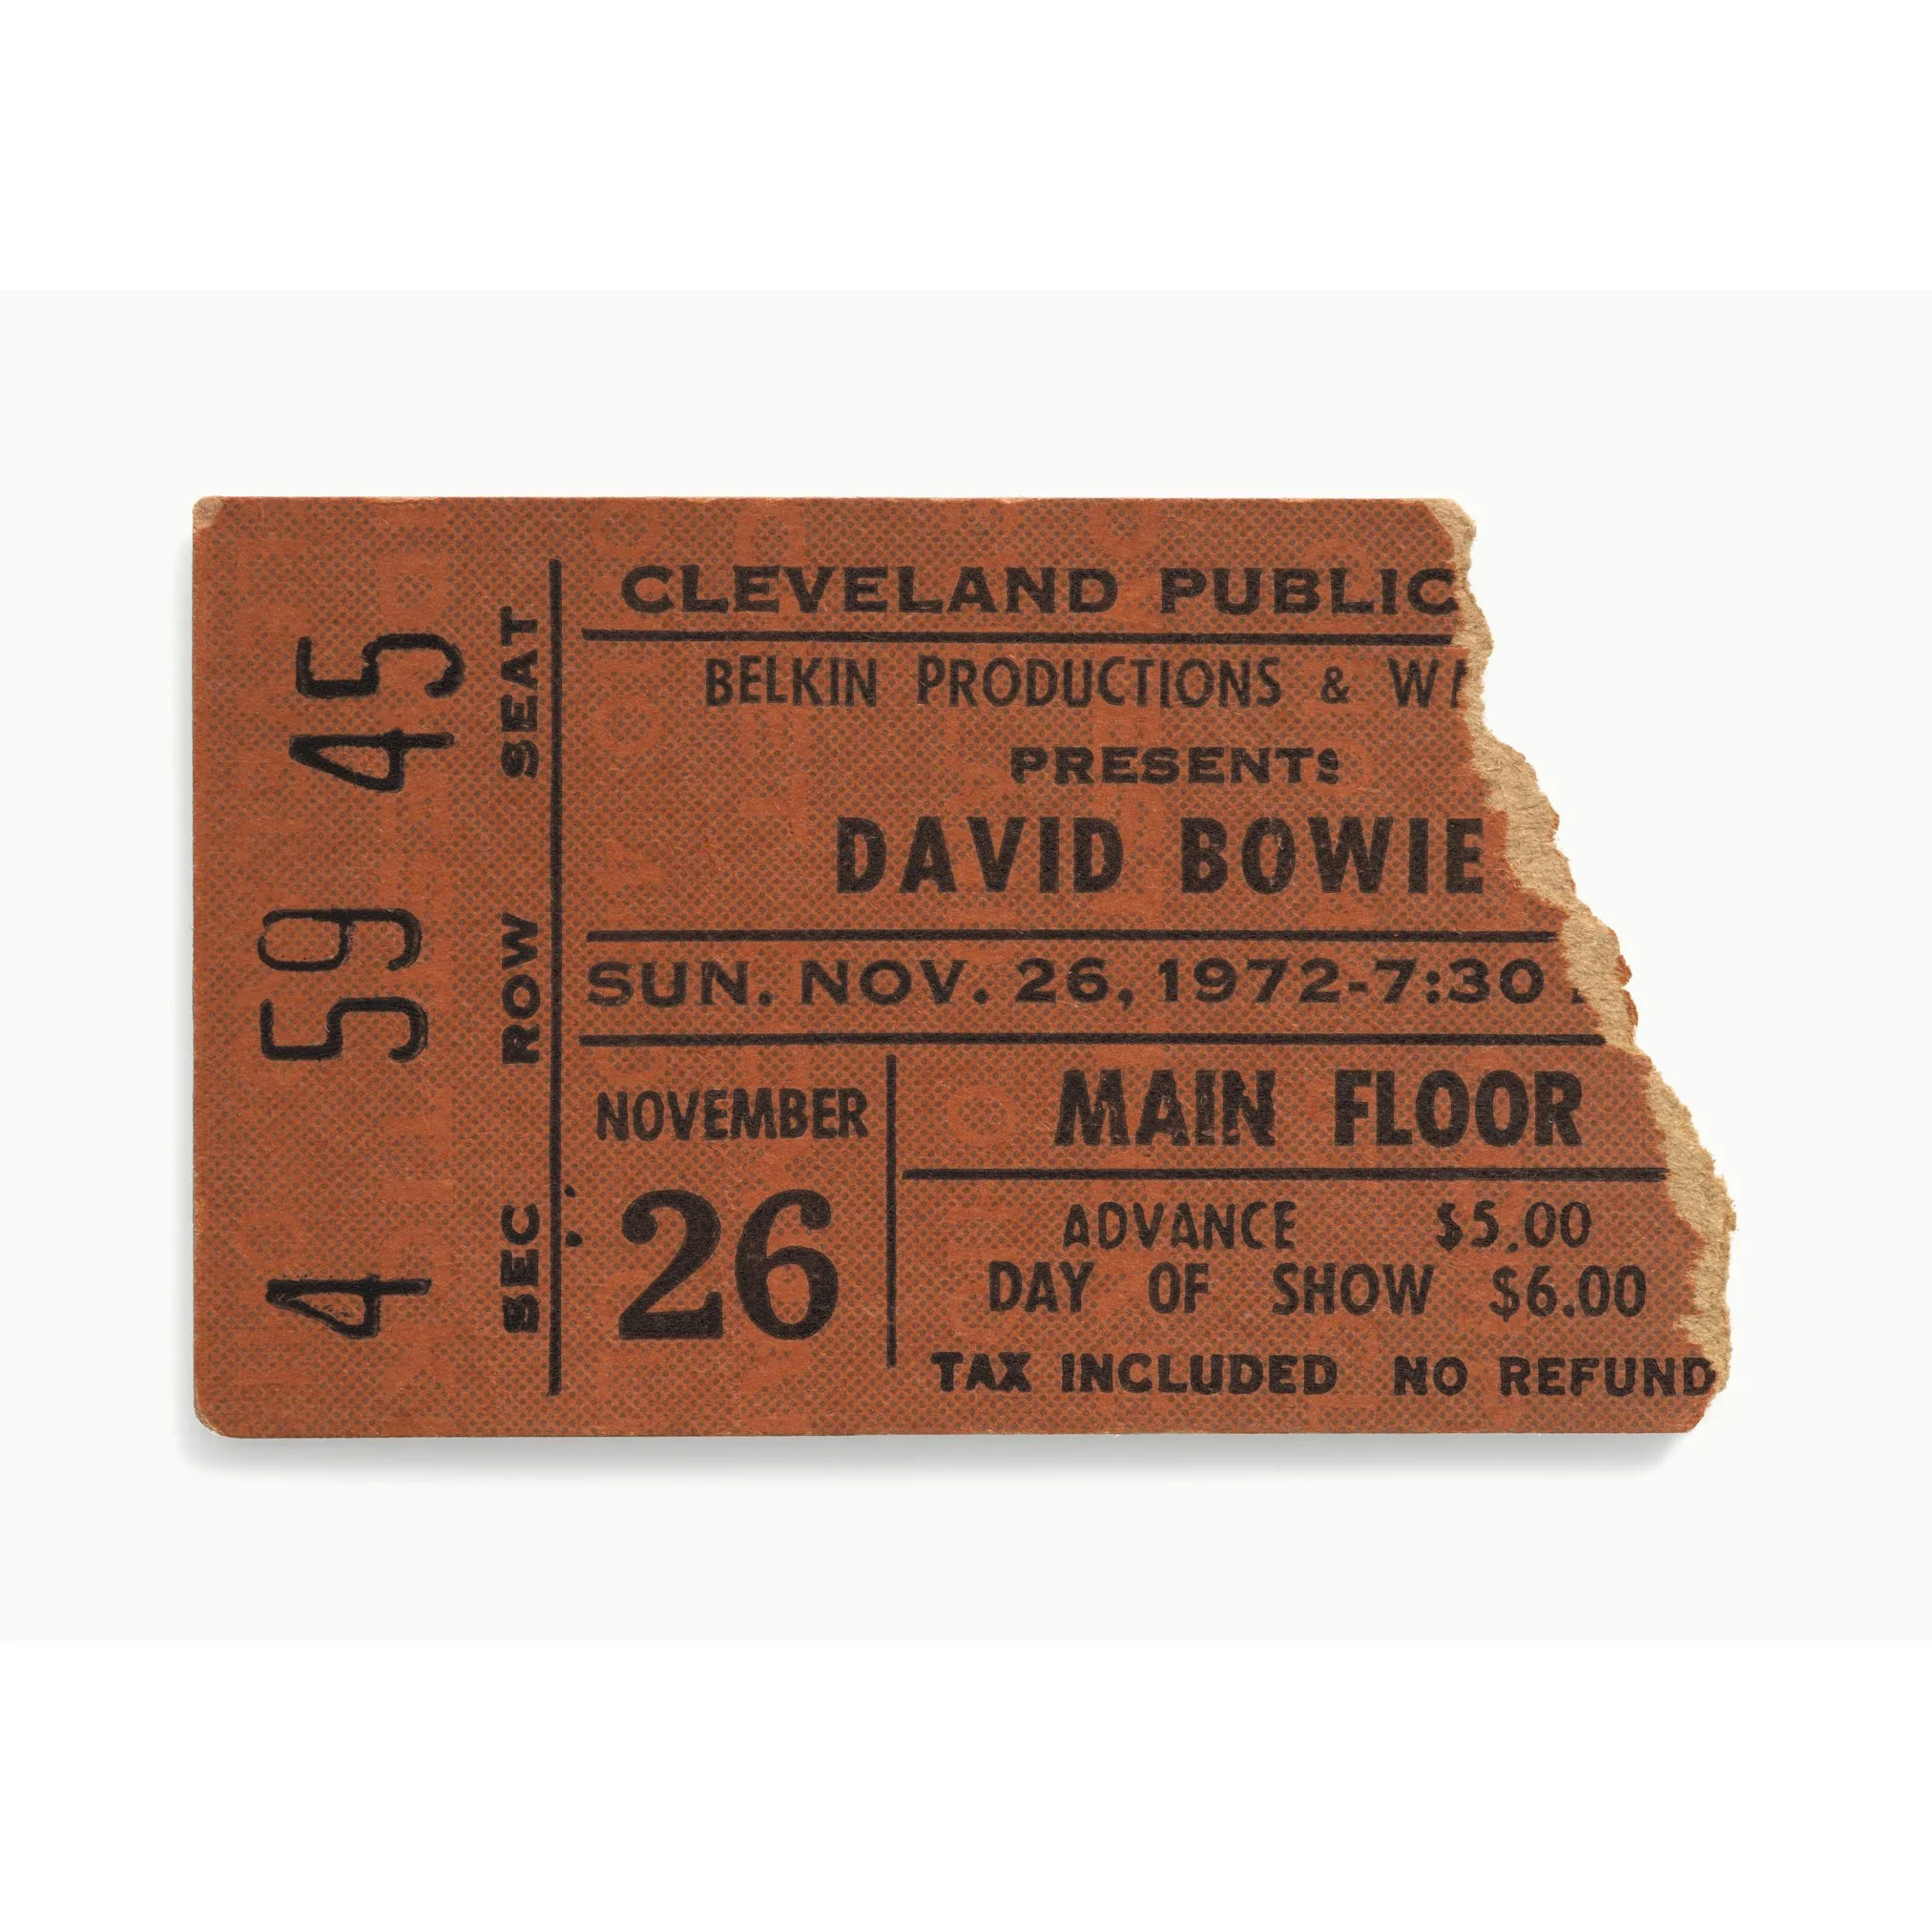 CLEVELAND PUBLIC
BELKIN PRODUCTIONS &
PRESENTS
DAVID BOWIE
SUN. NOV. 26, 1972-7:30
NOVEMBER
26
MAIN FLOOR
ADVANCE $5.00
DAY OF SHOW $6.00
TAX INCLUDED NO REFUND
SEC ROW SEAT
4 59 45